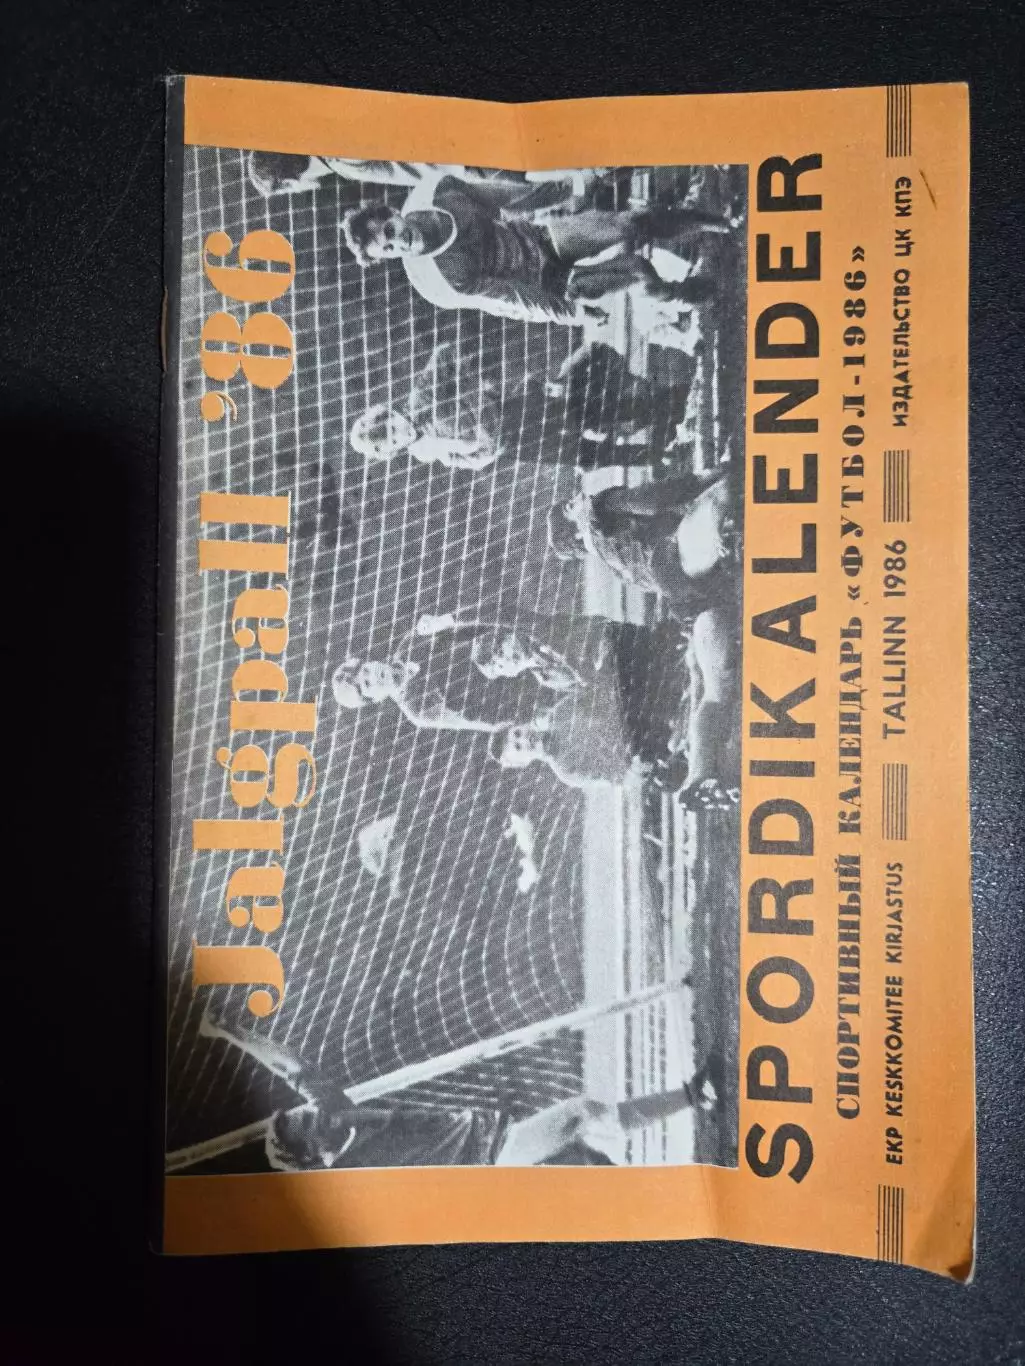 Jalgpall '86
SPORDIKALENDER
СПОРТИВНЫЙ КАЛЕНДАРЬ «ФУТБОЛ-1986»
EKP KESKKOMITEE KIRJASTUS TALLINN 1986 ИЗДАТЕЛЬСТВО ЦК КПЭ